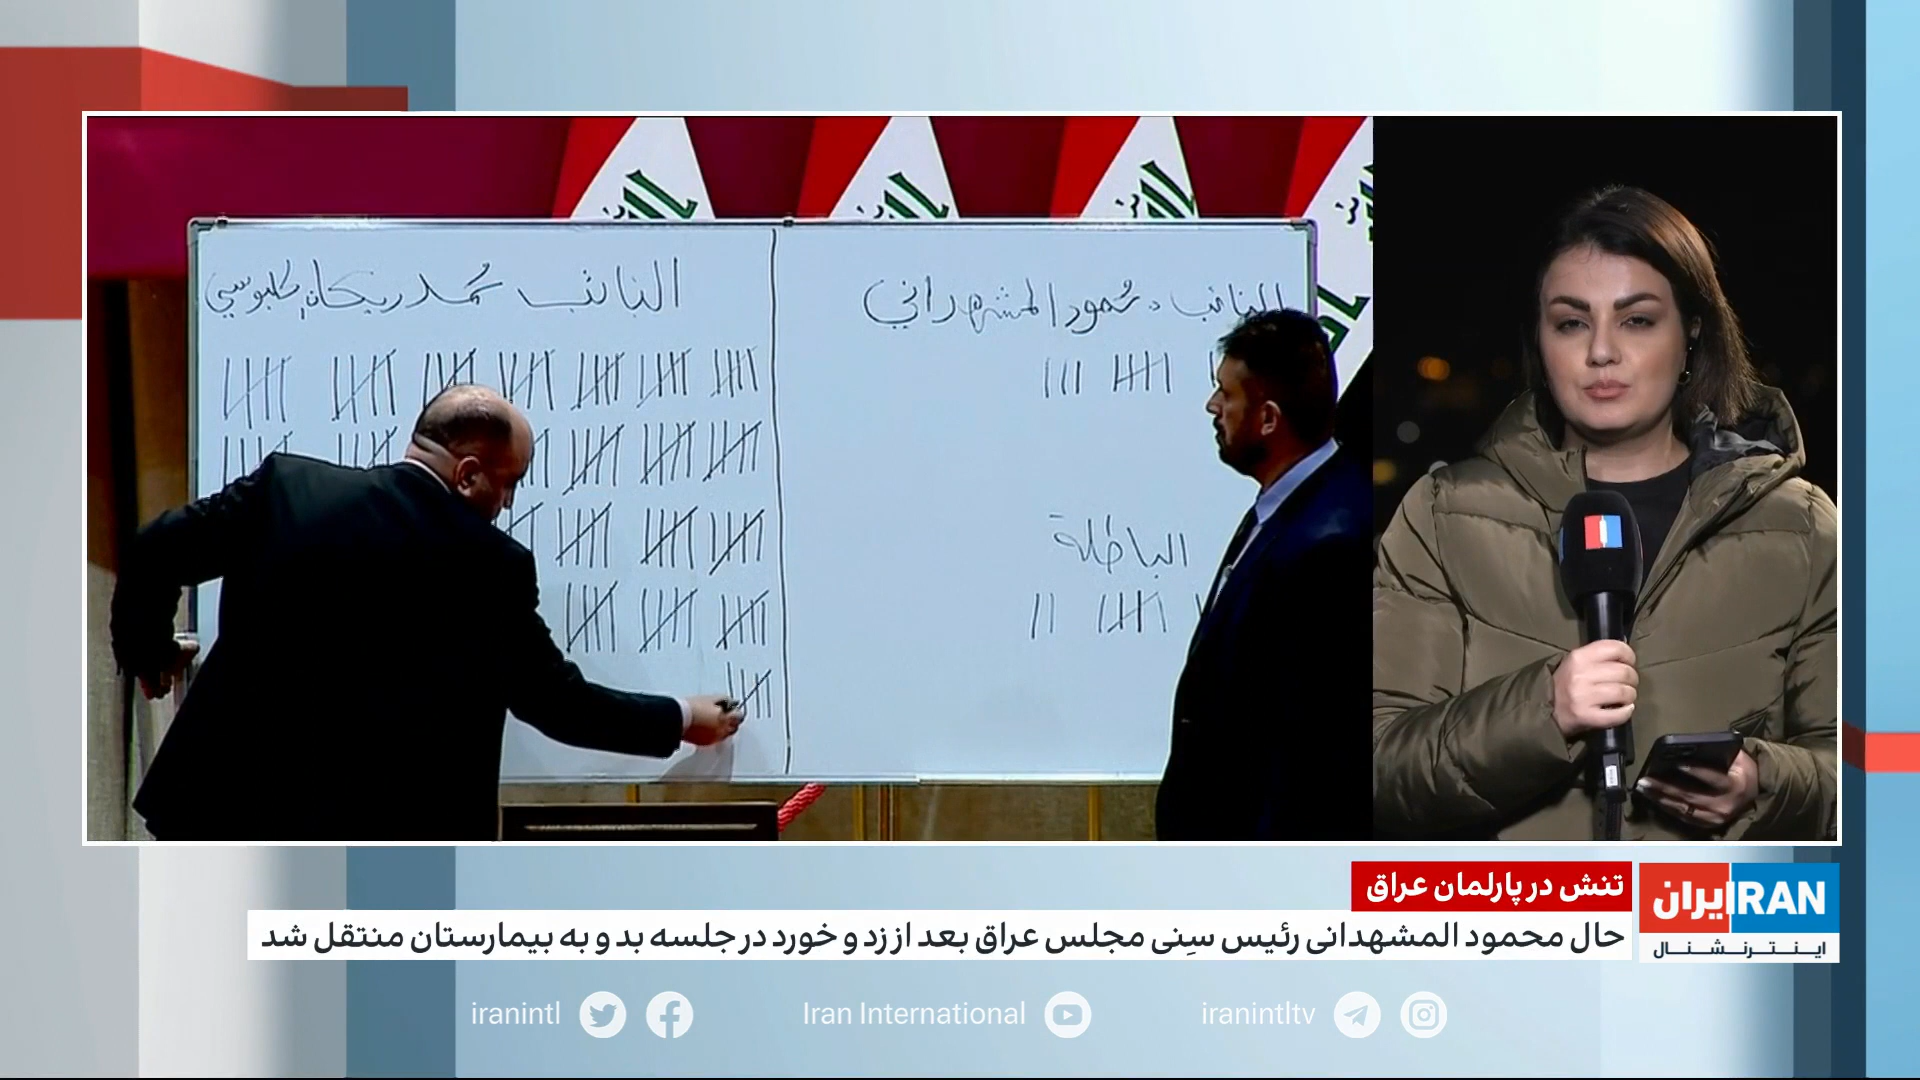 النائب د. محمود المشهداني
النائب محمد ريكان الحلبوسي
الباطلة
تنش در پارلمان عراق
حال محمود المشهدانی رئیس سِنی مجلس عراق بعد از زد و خورد در جلسه بد و به بیمارستان منتقل شد
ایران IRAN
اینترنشنال
iranintl
Iran International
iranintltv